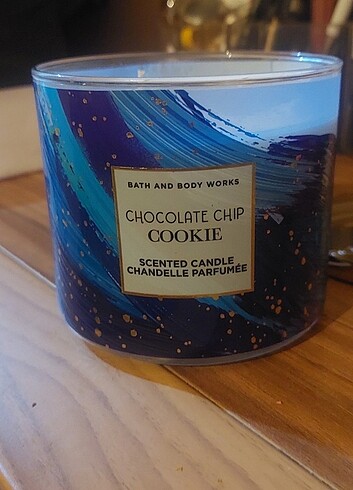 BATH AND BODY WORKS
CHOCOLATE CHIP
COOKIE
SCENTED CANDLE
CHANDELLE PARFUMÉE